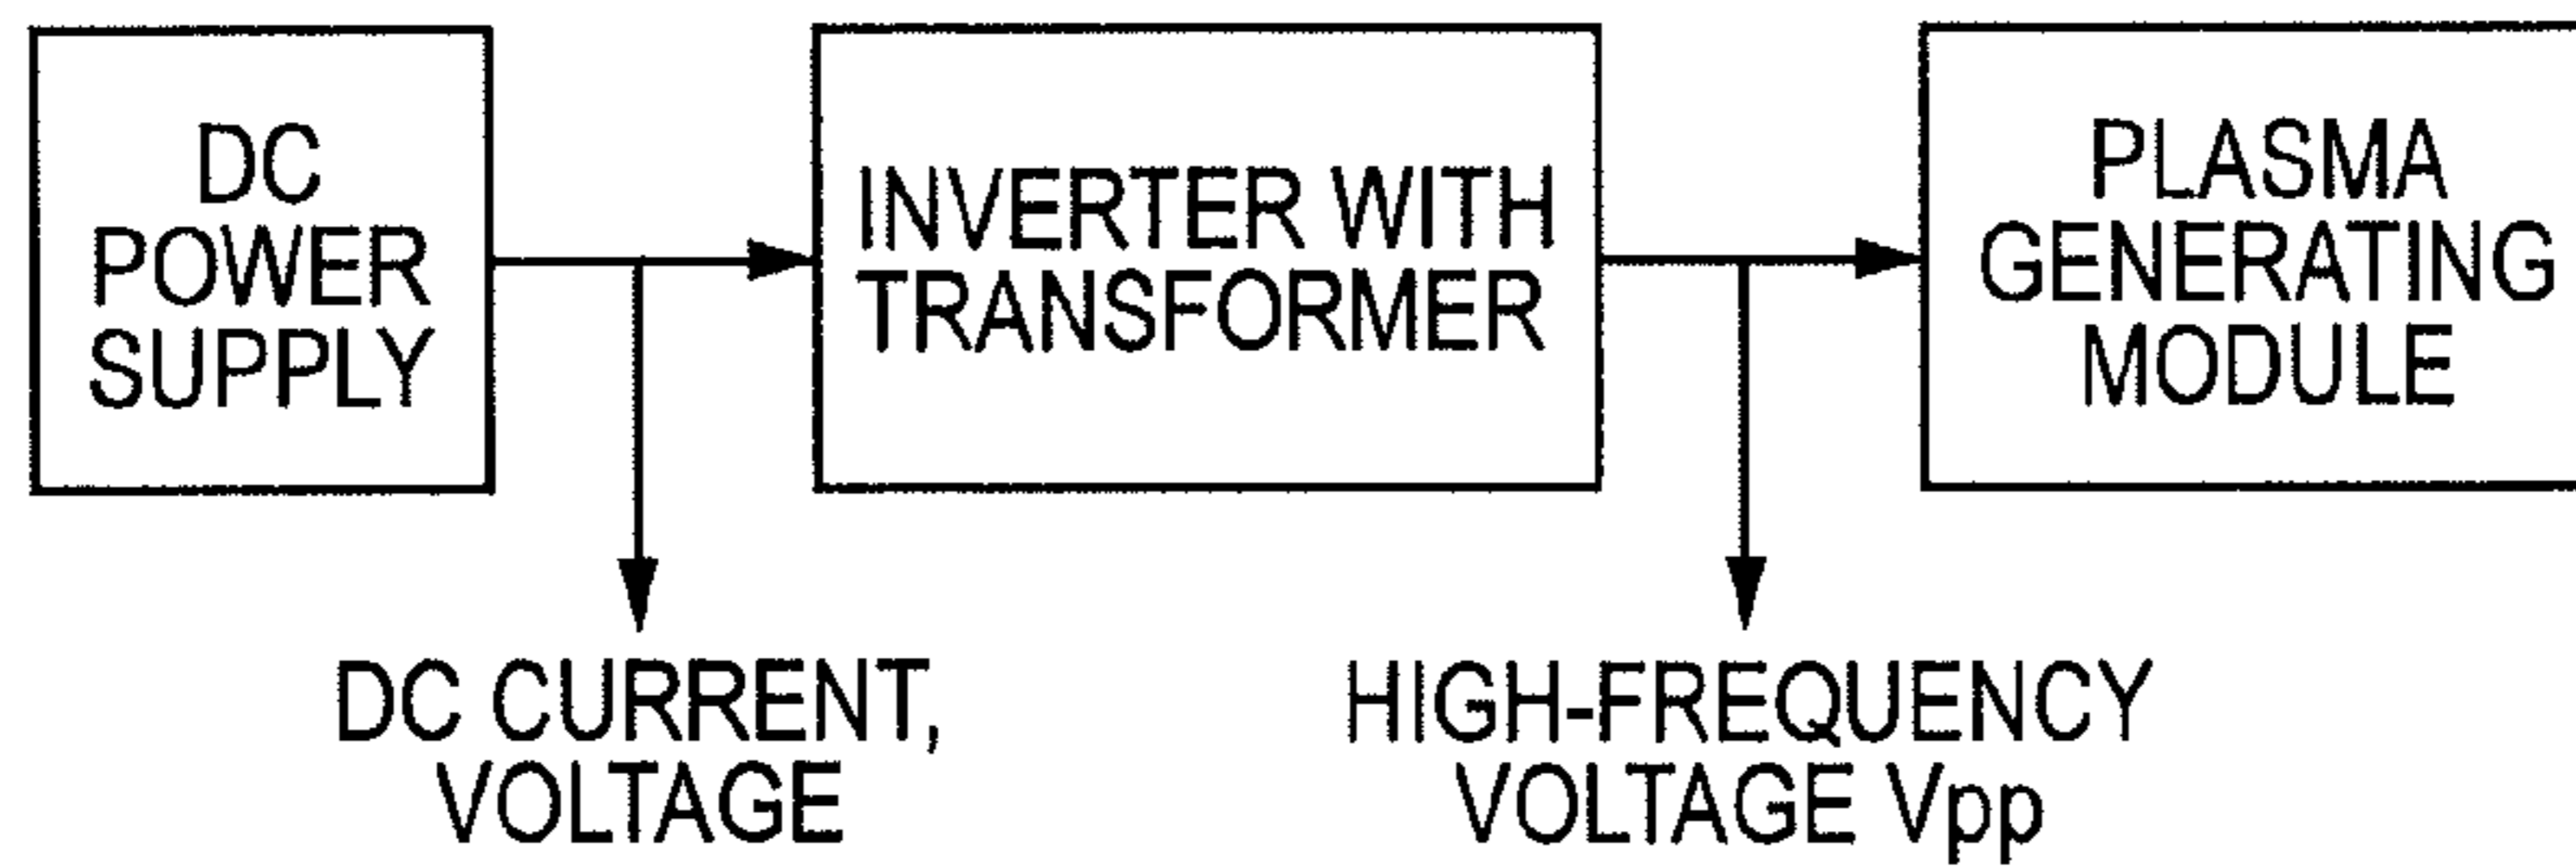 DC
POWER
SUPPLY
INVERTER WITH
TRANSFORMER
PLASMA
GENERATING
MODULE
DC CURRENT,
VOLTAGE
HIGH-FREQUENCY
VOLTAGE Vpp